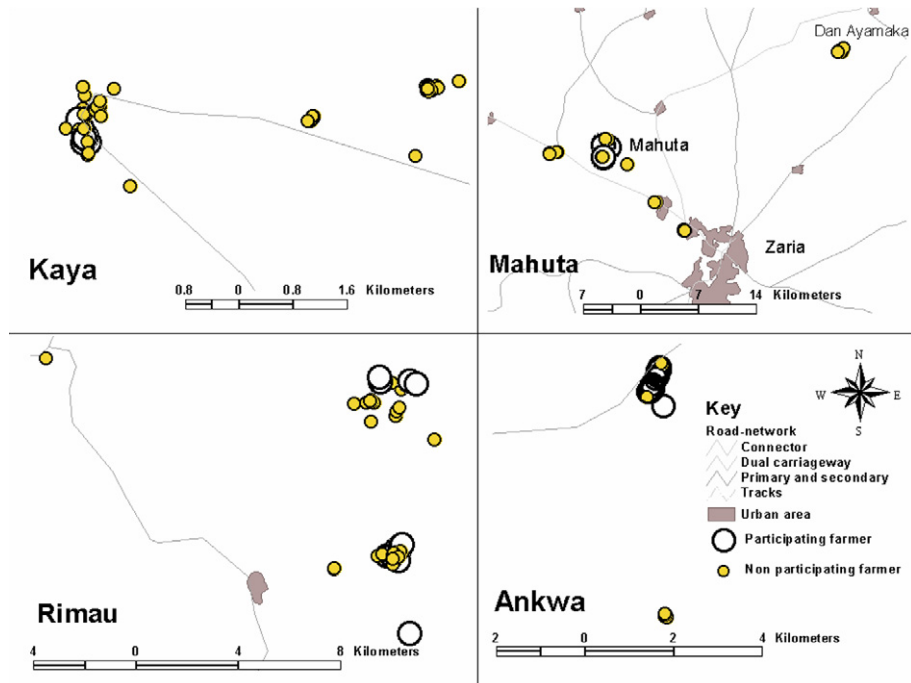 Dan Ayamaka
Mahuta
Zaria
Kaya
0.8 0 0.8 1.6 Kilometers
Mahuta
7 0 7 14 Kilometers
N
W E
S
Key
Road-network
Connector
Dual carriageway
Primary and secondary
Tracks
Urban area
Participating farmer
Non participating farmer
Rimau
4 0 4 8 Kilometers
Ankwa
2 0 2 4 Kilometers